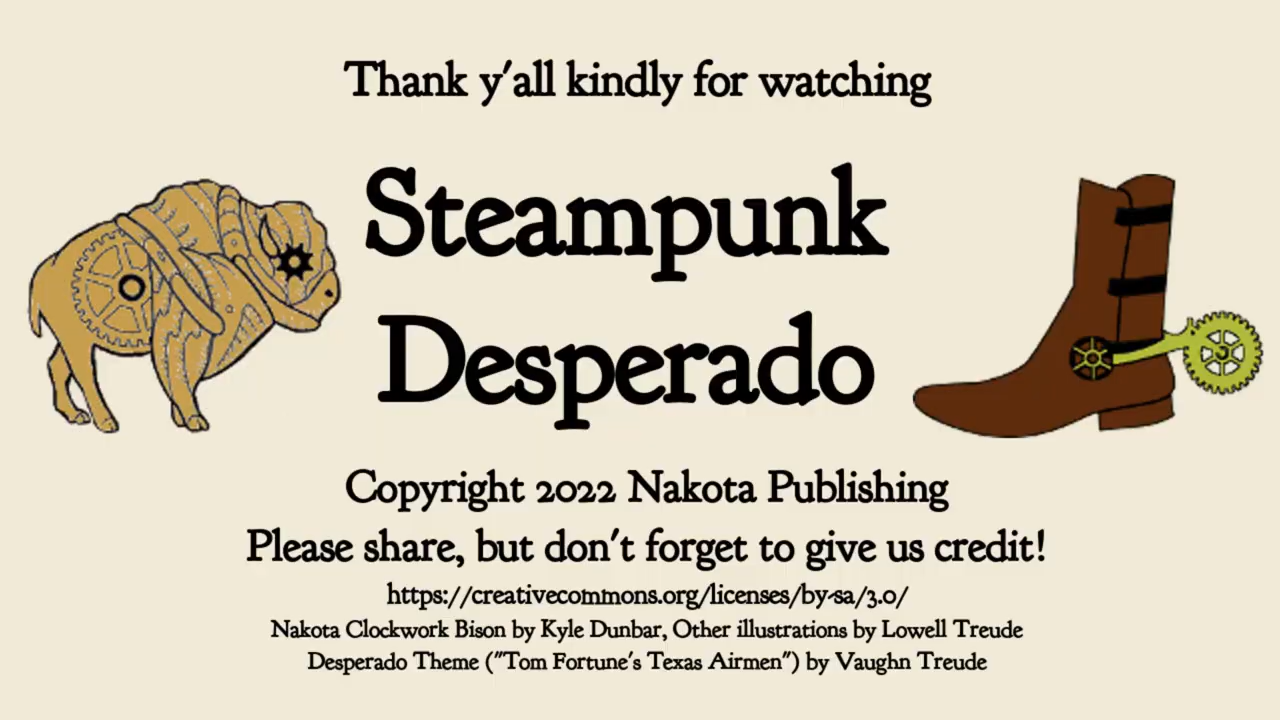 Thank y'all kindly for watching
Steampunk
Desperado
Copyright 2022 Nakota Publishing
Please share, but don't forget to give us credit!
https://creativecommons.org/licenses/by-sa/3.0/
Nakota Clockwork Bison by Kyle Dunbar, Other illustrations by Lowell Treude
Desperado Theme ("Tom Fortune's Texas Airmen") by Vaughn Treude